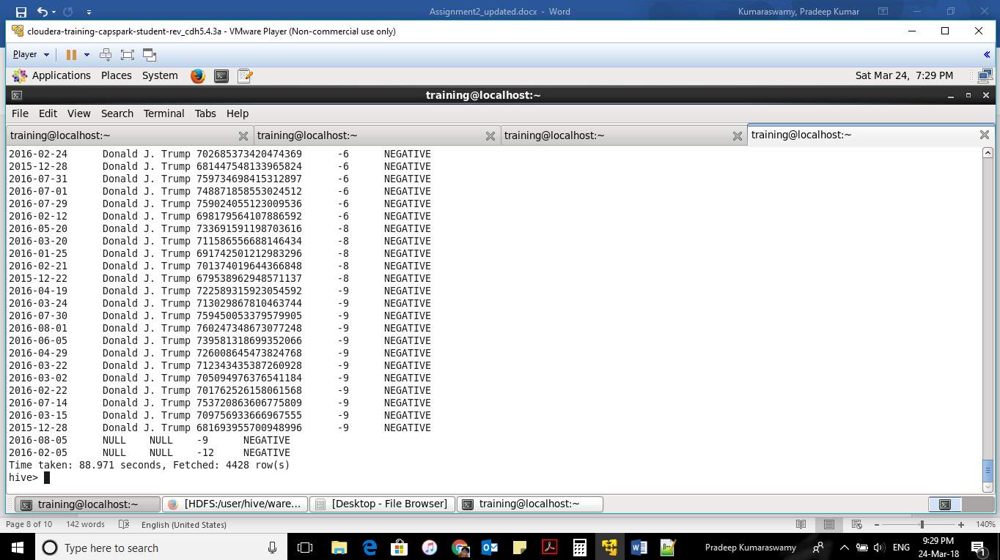 Assignment2_updated.docx - Word
Kumaraswamy, Pradeep Kumar
cloudera-training-capspark-student-rev_cdh5.4.3a - VMware Player (Non-commercial use only)
Player
Applications Places System
Sat Mar 24, 7:29 PM
training@localhost:~
File Edit View Search Terminal Tabs Help
training@localhost:~ training@localhost:~ training@localhost:~ training@localhost:~
2016-02-24 Donald J. Trump 702685373420474369 -6 NEGATIVE
2015-12-28 Donald J. Trump 681447548133965824 -6 NEGATIVE
2016-07-31 Donald J. Trump 759734698415312897 -6 NEGATIVE
2016-07-01 Donald J. Trump 748871858553024512 -6 NEGATIVE
2016-07-29 Donald J. Trump 759024055123009536 -6 NEGATIVE
2016-02-12 Donald J. Trump 698179564107886592 -6 NEGATIVE
2016-05-20 Donald J. Trump 733691591198703616 -8 NEGATIVE
2016-03-20 Donald J. Trump 711586556688146434 -8 NEGATIVE
2016-01-25 Donald J. Trump 691742501212983296 -8 NEGATIVE
2016-02-21 Donald J. Trump 701374019644366848 -8 NEGATIVE
2015-12-22 Donald J. Trump 679538962948571137 -8 NEGATIVE
2016-04-19 Donald J. Trump 722589315923054592 -9 NEGATIVE
2016-03-24 Donald J. Trump 713029867810463744 -9 NEGATIVE
2016-07-30 Donald J. Trump 759450053379579905 -9 NEGATIVE
2016-08-01 Donald J. Trump 760247348673077248 -9 NEGATIVE
2016-06-05 Donald J. Trump 739581318699352066 -9 NEGATIVE
2016-04-29 Donald J. Trump 726008645473824768 -9 NEGATIVE
2016-03-22 Donald J. Trump 712343435387260928 -9 NEGATIVE
2016-03-02 Donald J. Trump 705094976376541184 -9 NEGATIVE
2016-02-22 Donald J. Trump 701762526158061568 -9 NEGATIVE
2016-07-14 Donald J. Trump 753720863606775809 -9 NEGATIVE
2016-03-15 Donald J. Trump 709756933666967555 -9 NEGATIVE
2015-12-28 Donald J. Trump 681693955700948996 -9 NEGATIVE
2016-08-05 NULL NULL -9 NEGATIVE
2016-02-05 NULL NULL -12 NEGATIVE
Time taken: 88.971 seconds, Fetched: 4428 row(s)
hive>
training@localhost:~ [HDFS:/user/hive/ware... [Desktop - File Browser] training@localhost:~
Page 8 of 10 142 words English (United States) 140%
Type here to search
Pradeep Kumaraswamy
ENG
9:29 PM
24-Mar-18
1